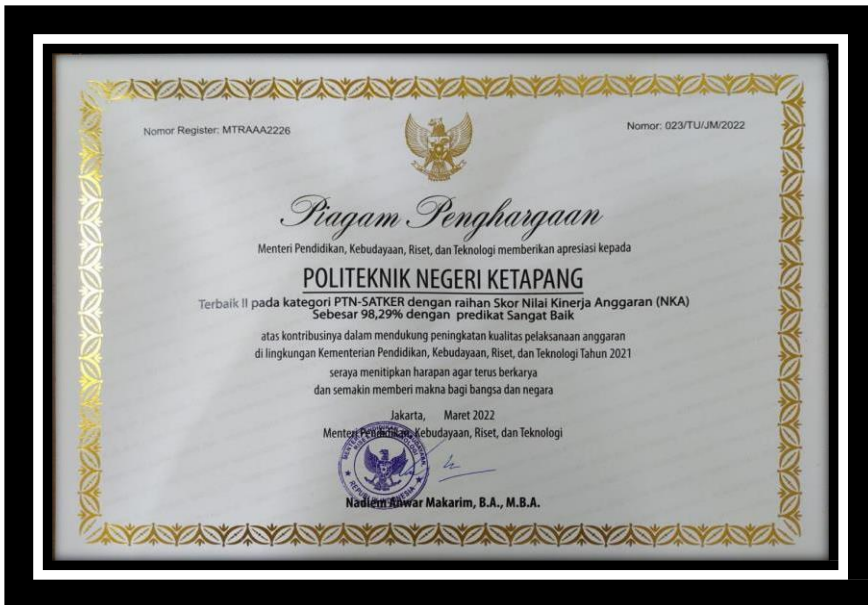 Nomor Register: MTRAAA2226
Nomor: 023/TU/JM/2022
Piagam Penghargaan
Menteri Pendidikan, Kebudayaan, Riset, dan Teknologi memberikan apresiasi kepada
POLITEKNIK NEGERI KETAPANG
Terbaik II pada kategori PTN-SATKER dengan raihan Skor Nilai Kinerja Anggaran (NKA)
Sebesar 98,29% dengan predikat Sangat Baik
atas kontribusinya dalam mendukung peningkatan kualitas pelaksanaan anggaran
di lingkungan Kementerian Pendidikan, Kebudayaan, Riset, dan Teknologi Tahun 2021
seraya menitipkan harapan agar terus berkarya
dan semakin memberi makna bagi bangsa dan negara
Jakarta, Maret 2022
Menteri Pendidikan, Kebudayaan, Riset, dan Teknologi
REPUBLIK INDONESIA
Nadiem Anwar Makarim, B.A., M.B.A.